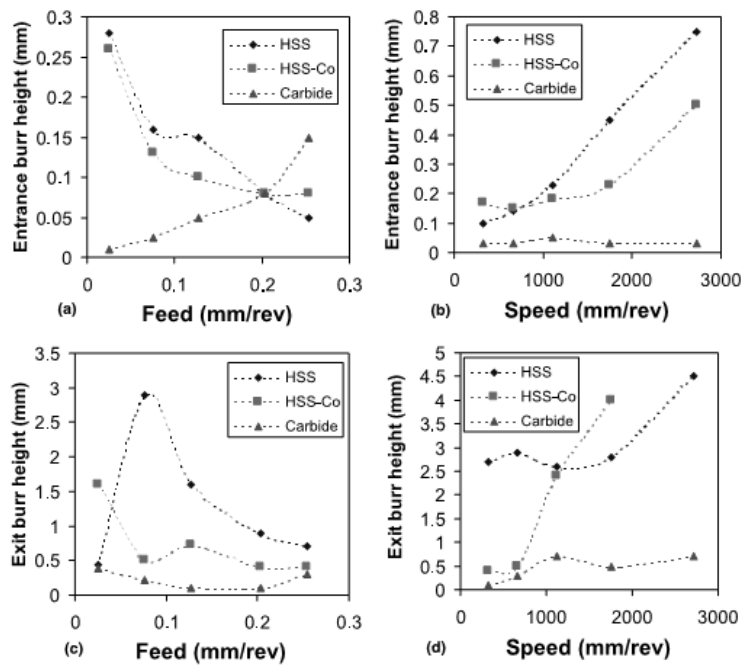 0.3
0.25
0.2
0.15
0.1
0.05
0
Entrance burr height (mm)
HSS
HSS-Co
Carbide
0 0.1 0.2 0.3
(a) Feed (mm/rev)
0.8
0.7
0.6
0.5
0.4
0.3
0.2
0.1
0
Entrance burr height (mm)
HSS
HSS-Co
Carbide
0 1000 2000 3000
(b) Speed (mm/rev)
3.5
3
2.5
2
1.5
1
0.5
0
Exit burr height (mm)
HSS
HSS-Co
Carbide
0 0.1 0.2 0.3
(c) Feed (mm/rev)
5
4.5
4
3.5
3
2.5
2
1.5
1
0.5
0
Exit burr height (mm)
HSS
HSS-Co
Carbide
0 1000 2000 3000
(d) Speed (mm/rev)